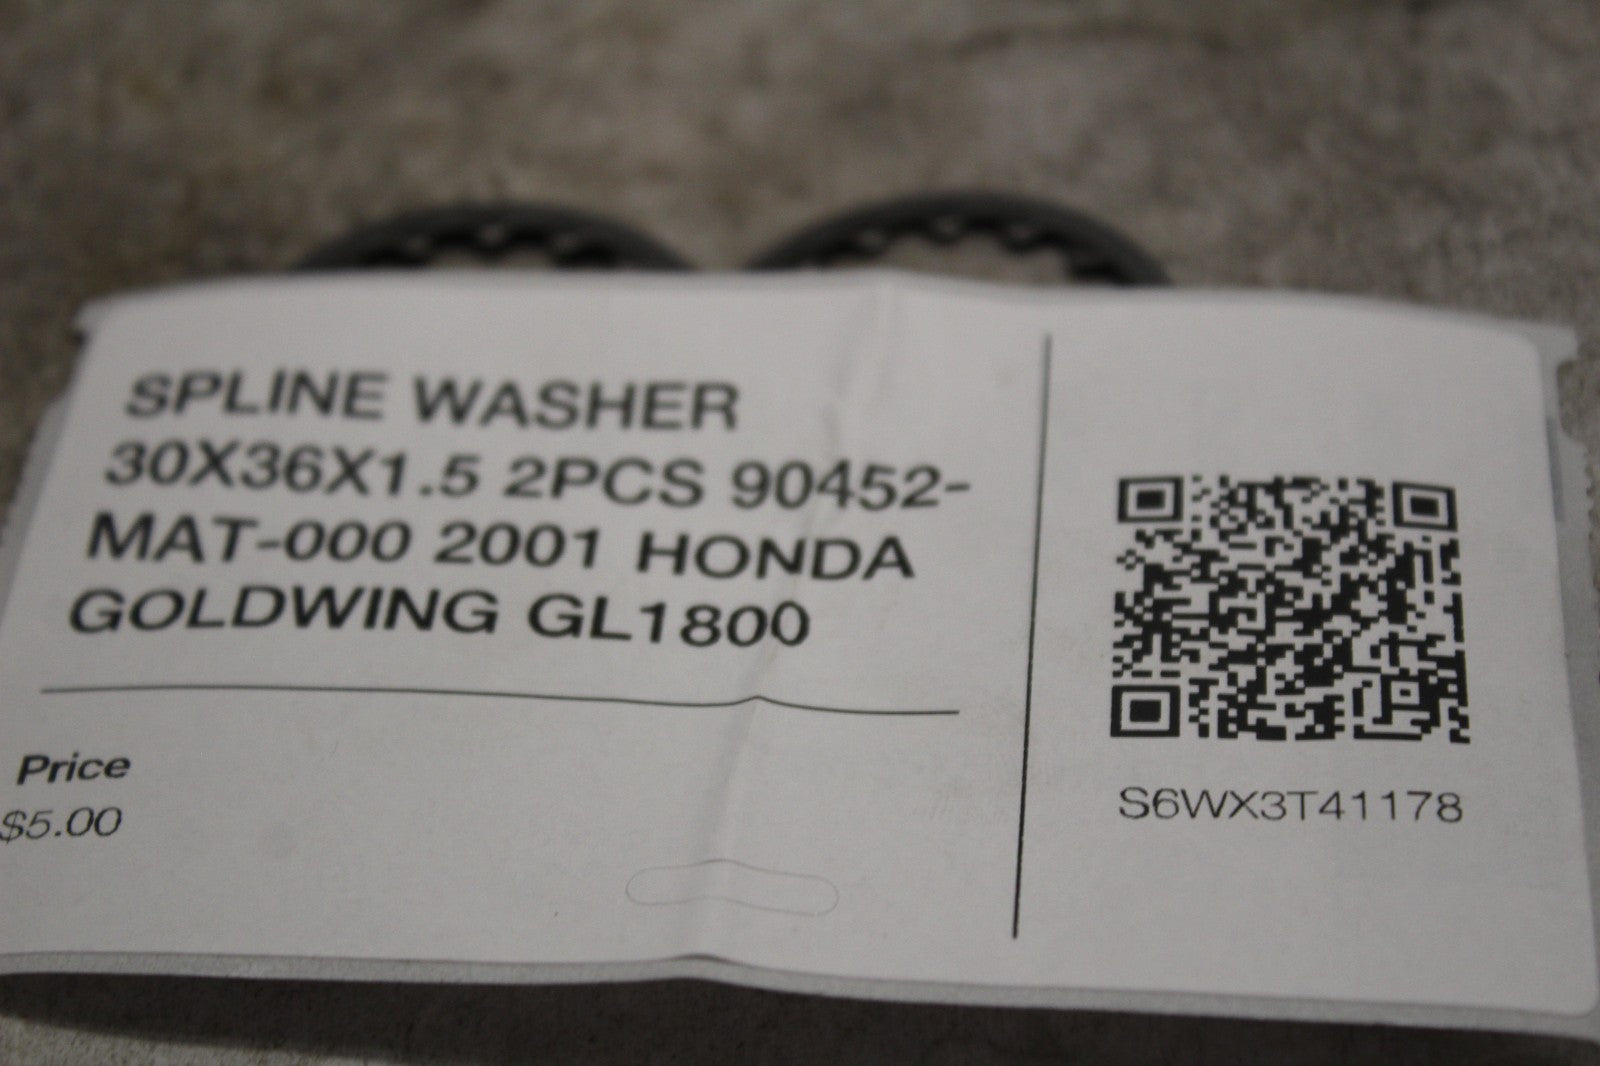 SPLINE WASHER
30X36X1.5 2PCS 90452-
MAT-000 2001 HONDA
GOLDWING GL1800
Price
$5.00
S6WX3T41178